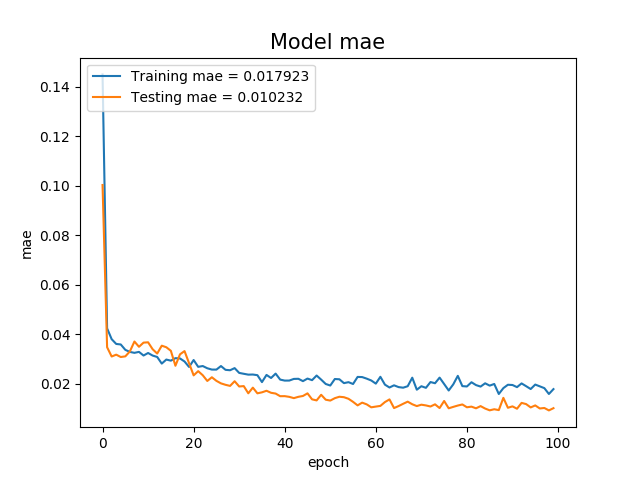 Model mae
Training mae = 0.017923
Testing mae = 0.010232
0.14
0.12
0.10
0.08
0.06
0.04
0.02
mae
0
20
40
60
80
100
epoch